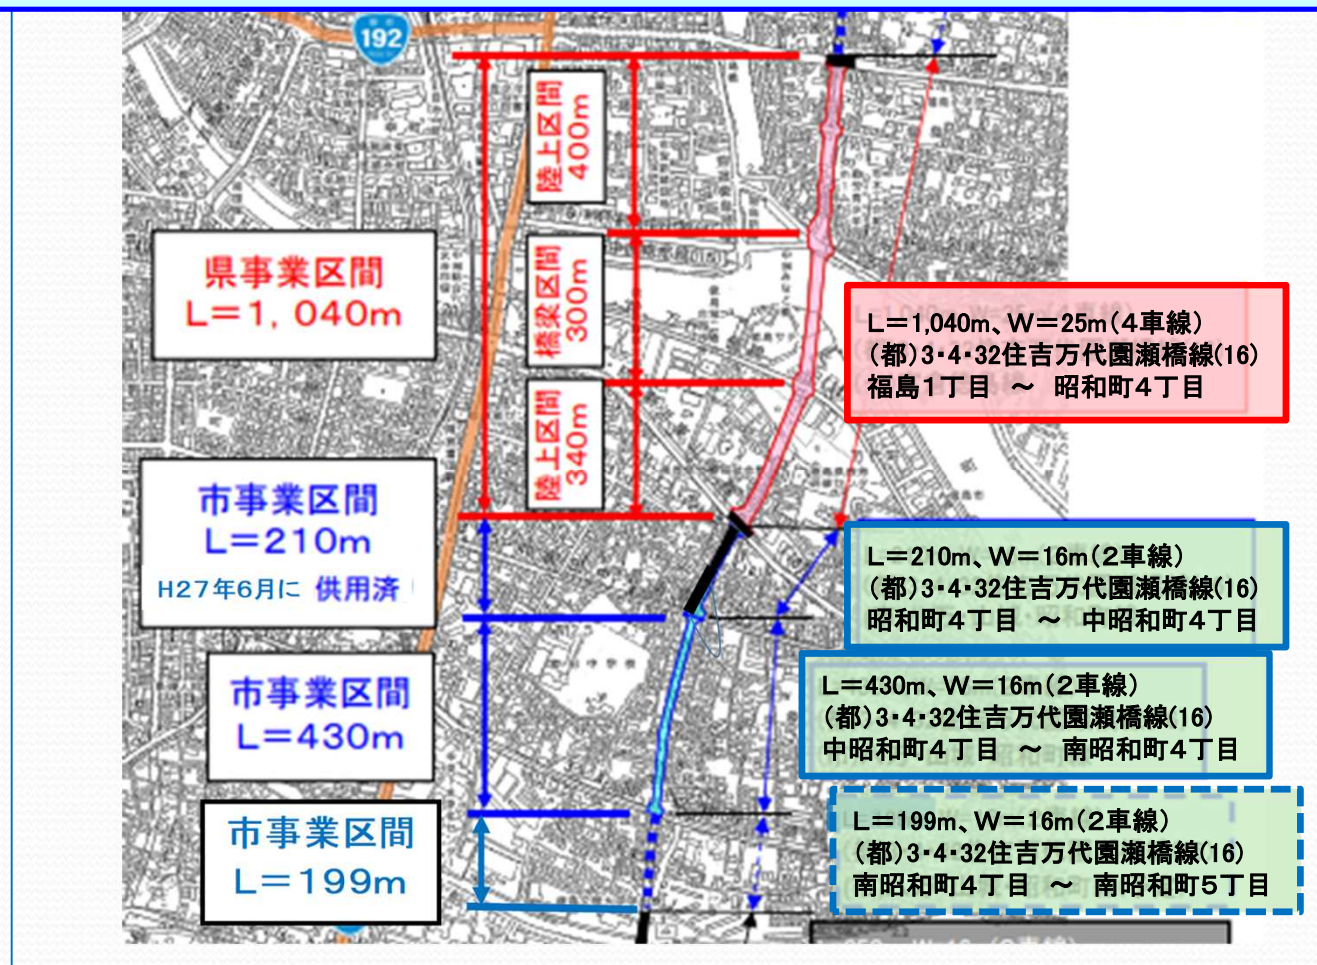 192
陸上区間
400m
橋梁区間
300m
陸上区間
340m
県事業区間
L＝1，040m
市事業区間
L＝210m
H27年6月に 供用済
市事業区間
L＝430m
市事業区間
L＝199m
L＝1,040m、W＝25m(４車線)
(都)3・4・32住吉万代園瀬橋線(16)
福島１丁目 ～ 昭和町４丁目
L＝210m、W＝16m(２車線)
(都)3・4・32住吉万代園瀬橋線(16)
昭和町４丁目 ～ 中昭和町４丁目
L＝430m、W＝16m(２車線)
(都)3・4・32住吉万代園瀬橋線(16)
中昭和町４丁目 ～ 南昭和町４丁目
L＝199m、W＝16m(２車線)
(都)3・4・32住吉万代園瀬橋線(16)
南昭和町４丁目 ～ 南昭和町５丁目